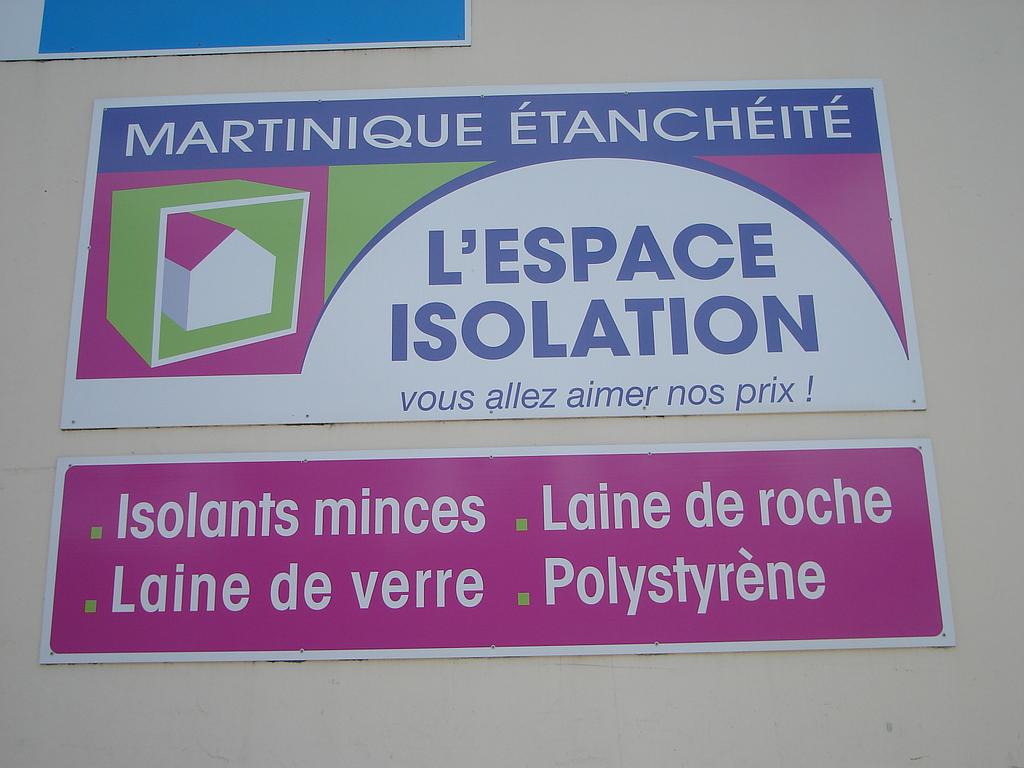 MARTINIQUE ÉTANCHÉITÉ
L'ESPACE
ISOLATION
vous allez aimer nos prix !
Isolants minces
Laine de verre
Laine de roche
Polystyrène